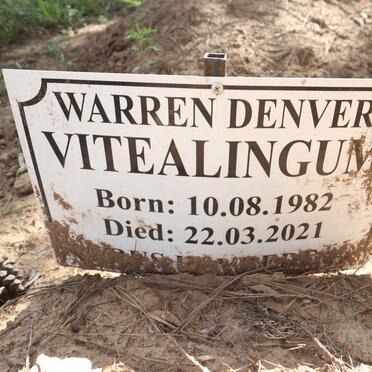 WARREN DENVER
VITEALINGUM
Born: 10.08.1982
Died: 22.03.2021